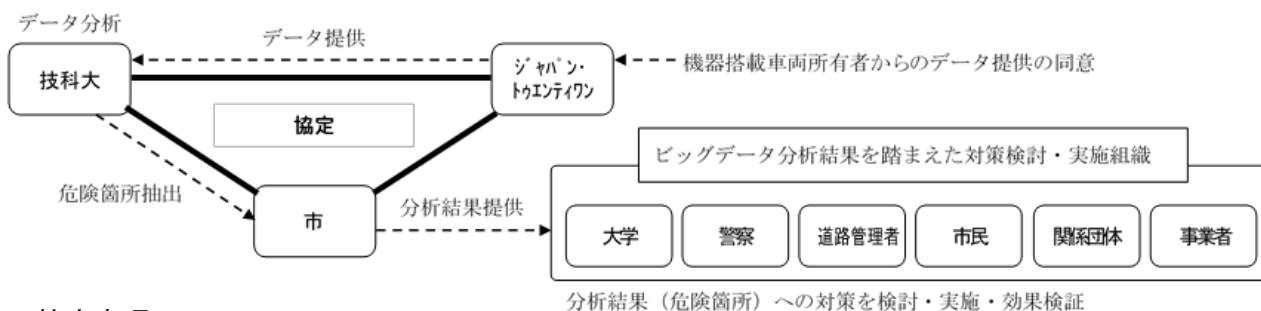 データ分析
データ提供
技科大
ｼﾞｬﾊﾟﾝ･
ﾄｩｴﾝﾃｨﾜﾝ
機器搭載車両所有者からのデータ提供の同意
協定
ビッグデータ分析結果を踏まえた対策検討・実施組織
危険箇所抽出
市
分析結果提供
大学
警察
道路管理者
市民
関係団体
事業者
分析結果（危険箇所）への対策を検討・実施・効果検証